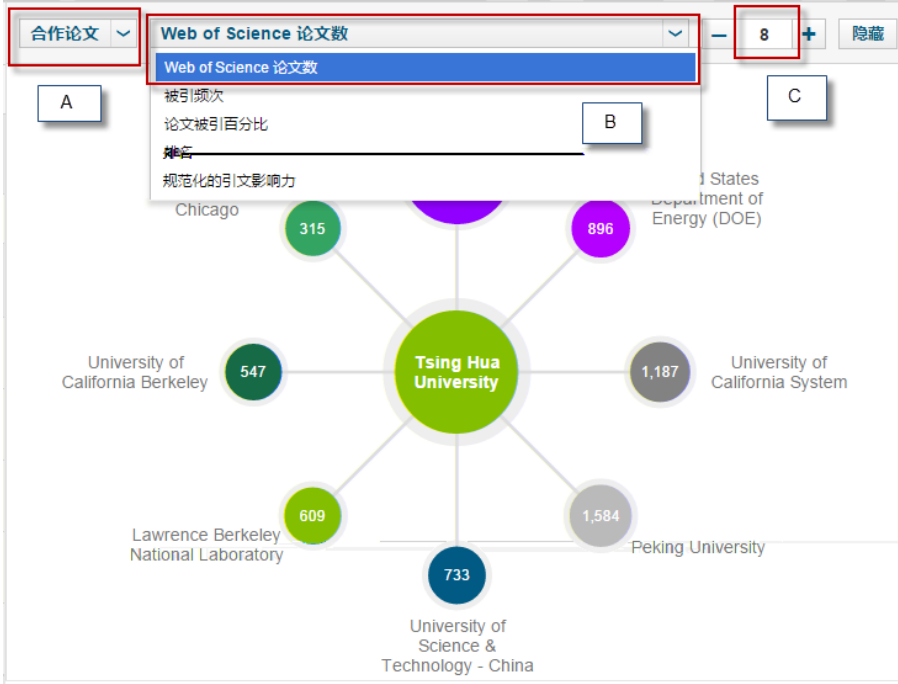 合作论文
Web of Science 论文数
8
隐藏
Web of Science 论文数
A
被引频次
C
论文被引百分比
B
排名
规范化的引文影响力
States
Department of
Energy (DOE)
Chicago
315
896
University of
California Berkeley
547
Tsing Hua
University
1,187
University of
California System
609
Lawrence Berkeley
National Laboratory
1,584
Peking University
733
University of
Science &
Technology - China